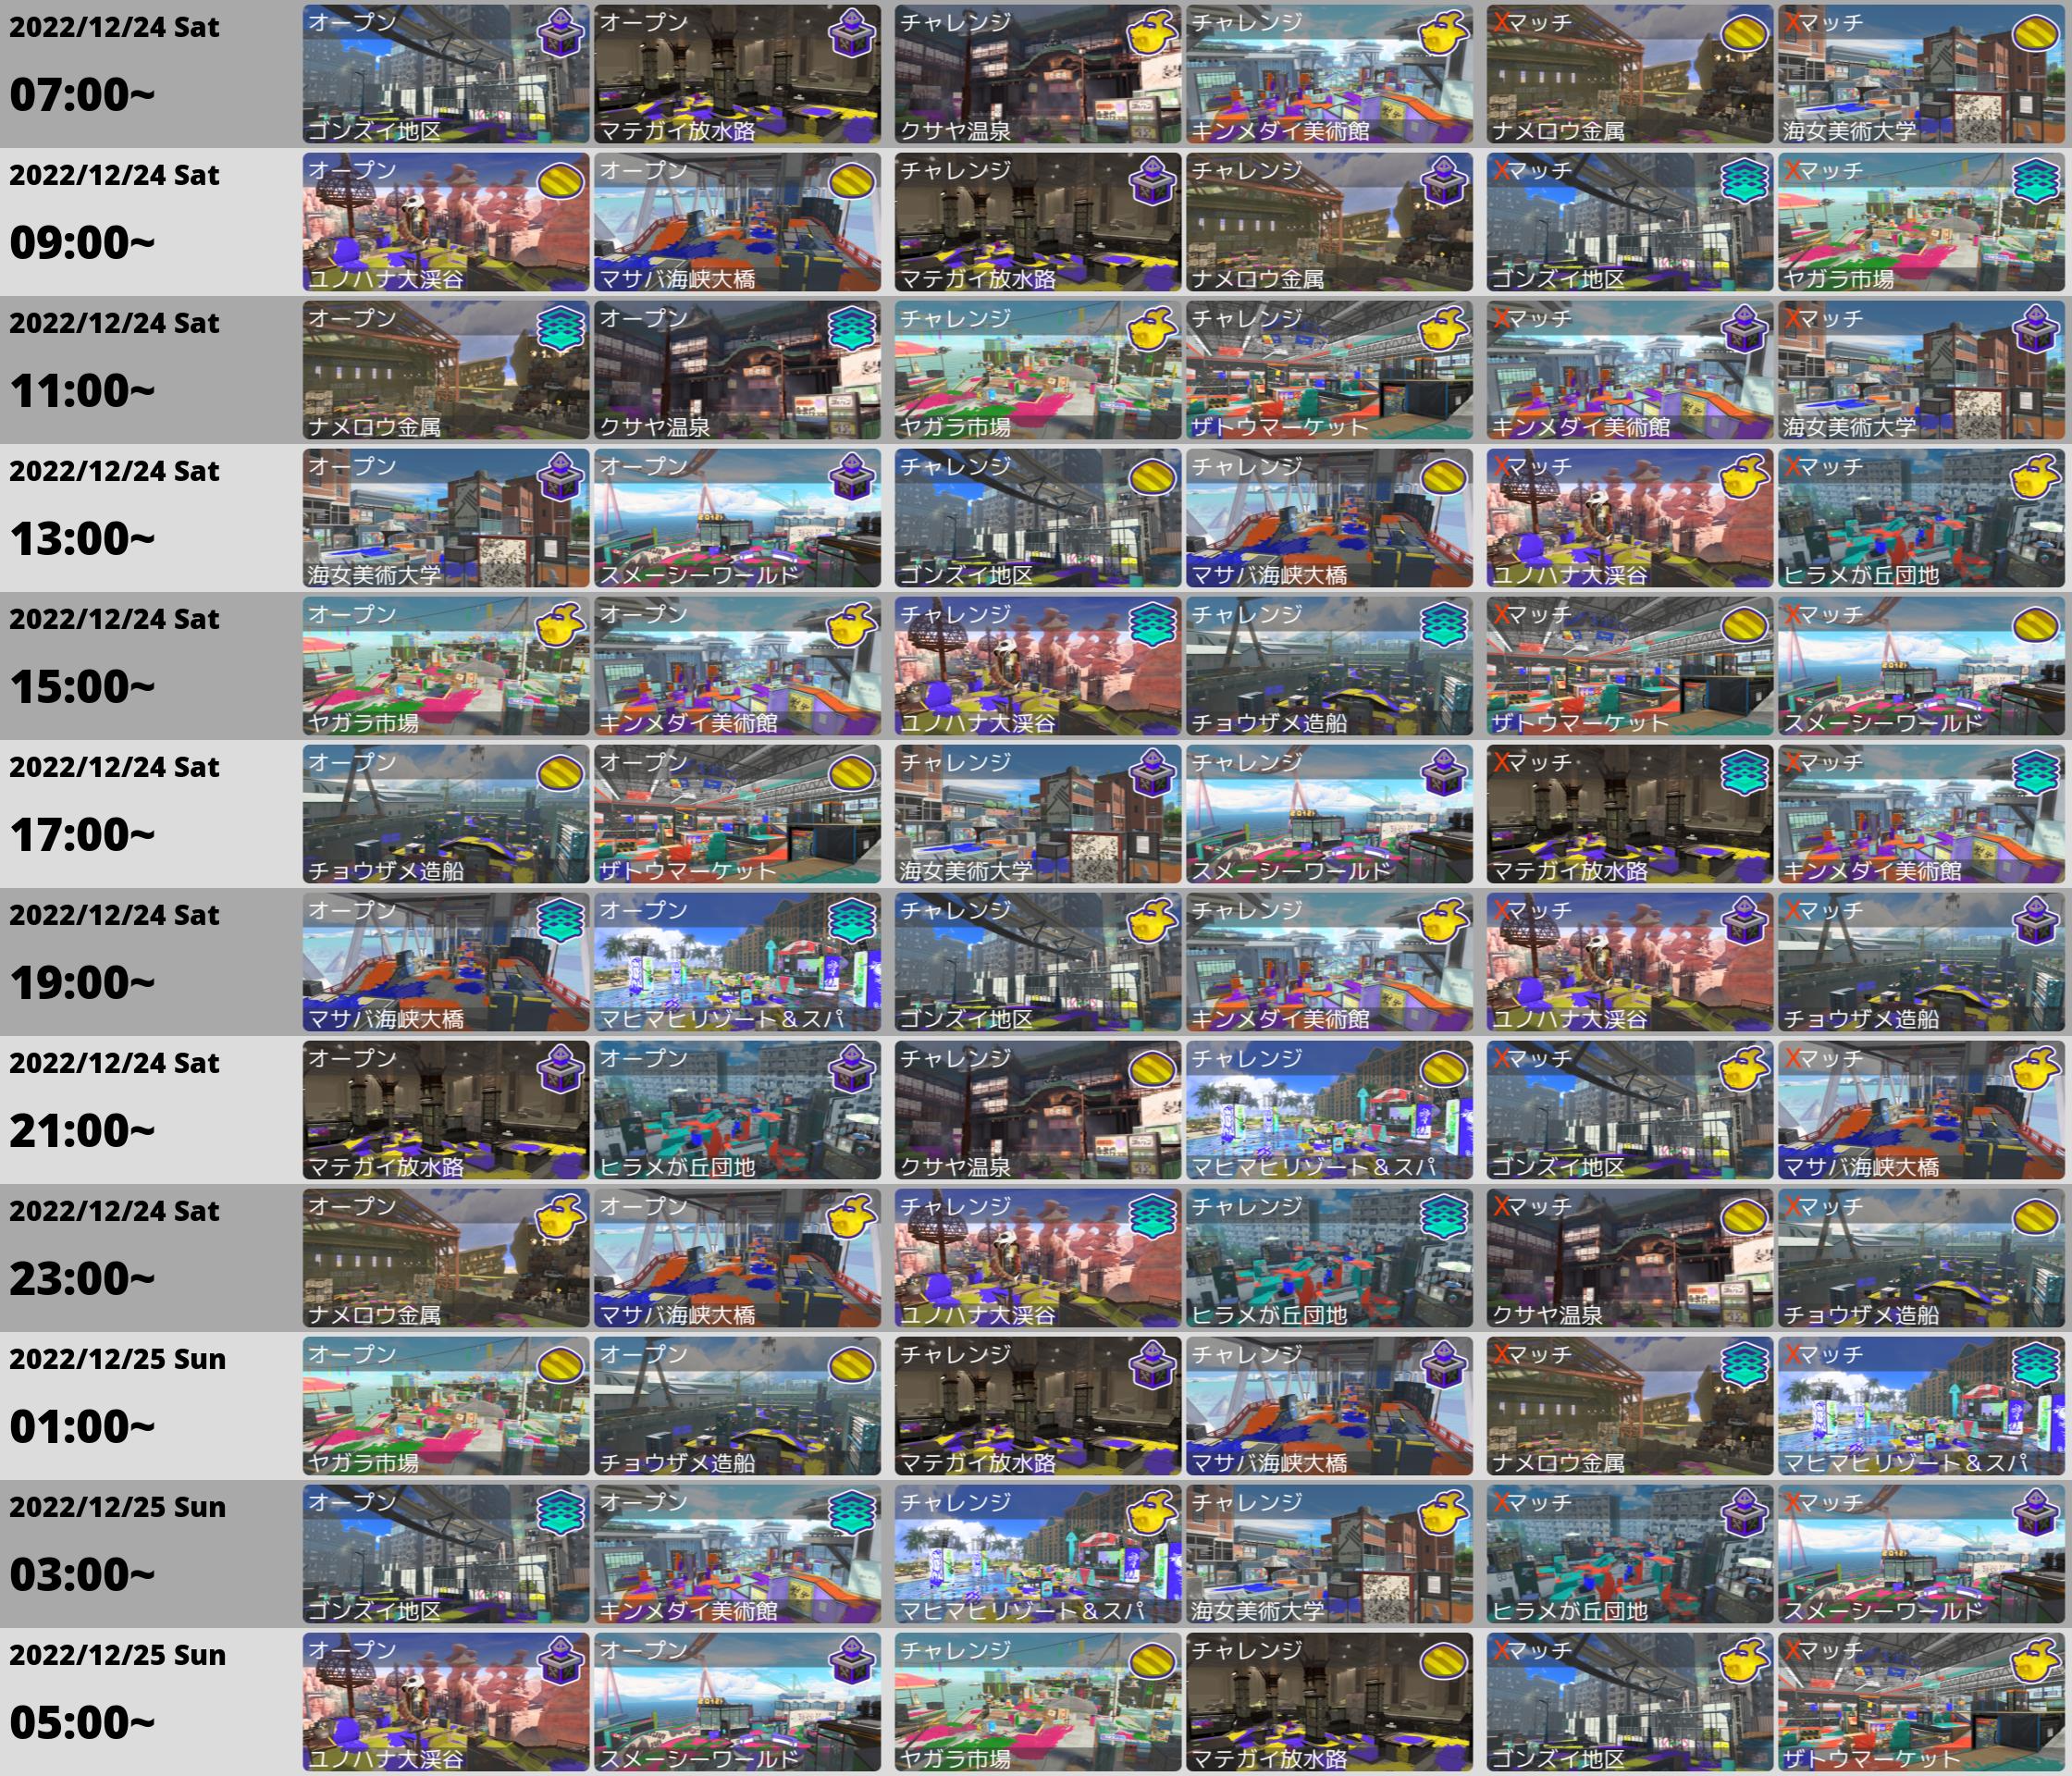 2022/12/24 Sat
07:00~
オープン オープン チャレンジ チャレンジ Xマッチ Xマッチ
ゴンズイ地区 マテガイ放水路 クサヤ温泉 キンメダイ美術館 ナメロウ金属 海女美術大学
2022/12/24 Sat
09:00~
オープン オープン チャレンジ チャレンジ Xマッチ Xマッチ
ユノハナ大渓谷 マサバ海峡大橋 マテガイ放水路 ナメロウ金属 ゴンズイ地区 ヤガラ市場
2022/12/24 Sat
11:00~
オープン オープン チャレンジ チャレンジ Xマッチ Xマッチ
ナメロウ金属 クサヤ温泉 ヤガラ市場 ザトウマーケット キンメダイ美術館 海女美術大学
2022/12/24 Sat
13:00~
オープン オープン チャレンジ チャレンジ Xマッチ Xマッチ
海女美術大学 スメーシーワールド ゴンズイ地区 マサバ海峡大橋 ユノハナ大渓谷 ヒラメが丘団地
2022/12/24 Sat
15:00~
オープン オープン チャレンジ チャレンジ Xマッチ Xマッチ
ヤガラ市場 キンメダイ美術館 ユノハナ大渓谷 チョウザメ造船 ザトウマーケット スメーシーワールド
2022/12/24 Sat
17:00~
オープン オープン チャレンジ チャレンジ Xマッチ Xマッチ
チョウザメ造船 ザトウマーケット 海女美術大学 スメーシーワールド マテガイ放水路 キンメダイ美術館
2022/12/24 Sat
19:00~
オープン オープン チャレンジ チャレンジ Xマッチ Xマッチ
マサバ海峡大橋 マヒマヒリゾート＆スパ ゴンズイ地区 キンメダイ美術館 ユノハナ大渓谷 チョウザメ造船
2022/12/24 Sat
21:00~
オープン オープン チャレンジ チャレンジ Xマッチ Xマッチ
マテガイ放水路 ヒラメが丘団地 クサヤ温泉 マヒマヒリゾート＆スパ ゴンズイ地区 マサバ海峡大橋
2022/12/24 Sat
23:00~
オープン オープン チャレンジ チャレンジ Xマッチ Xマッチ
ナメロウ金属 マサバ海峡大橋 ユノハナ大渓谷 ヒラメが丘団地 クサヤ温泉 チョウザメ造船
2022/12/25 Sun
01:00~
オープン オープン チャレンジ チャレンジ Xマッチ Xマッチ
ヤガラ市場 チョウザメ造船 マテガイ放水路 マサバ海峡大橋 ナメロウ金属 マヒマヒリゾート＆スパ
2022/12/25 Sun
03:00~
オープン オープン チャレンジ チャレンジ Xマッチ Xマッチ
ゴンズイ地区 キンメダイ美術館 マヒマヒリゾート＆スパ 海女美術大学 ヒラメが丘団地 スメーシーワールド
2022/12/25 Sun
05:00~
オープン オープン チャレンジ チャレンジ Xマッチ Xマッチ
ユノハナ大渓谷 スメーシーワールド ヤガラ市場 マテガイ放水路 ゴンズイ地区 ザトウマーケット